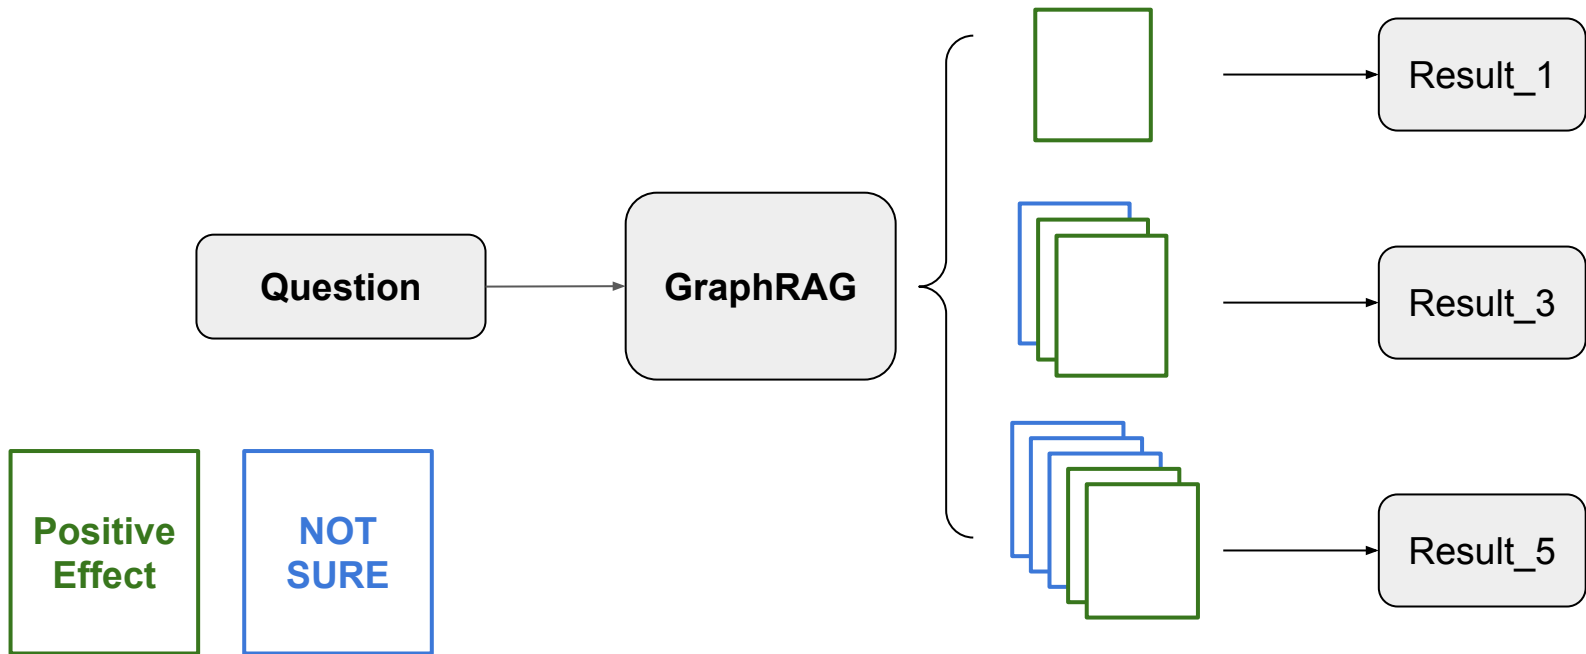 Result_1
Question
GraphRAG
Result_3
Positive
Effect
NOT
SURE
Result_5